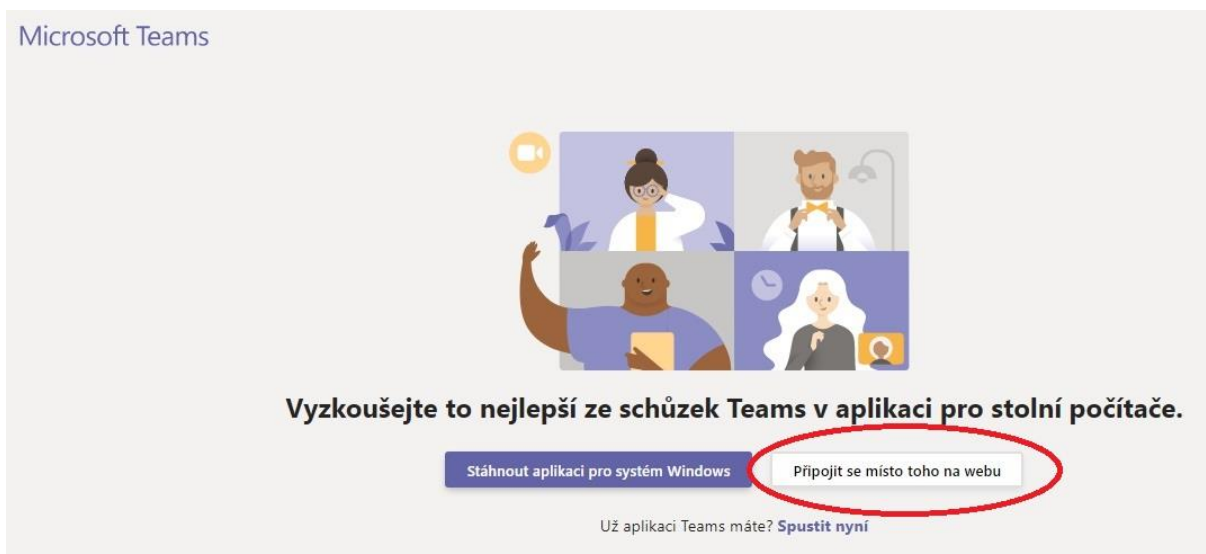 Microsoft Teams
Vyzkoušejte to nejlepší ze schůzek Teams v aplikaci pro stolní počítače.
Stáhnout aplikaci pro systém Windows
Připojit se místo toho na webu
Už aplikaci Teams máte? Spustit nyní